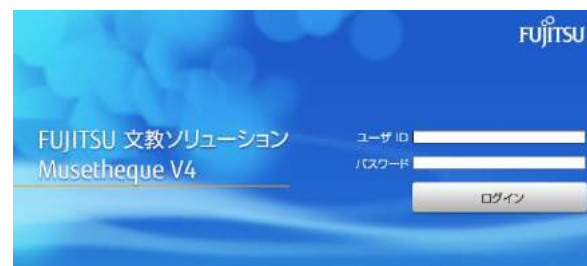 FUJITSU
FUJITSU 文教ソリューション
Musetheque V4
ユーザ ID
パスワード
ログイン